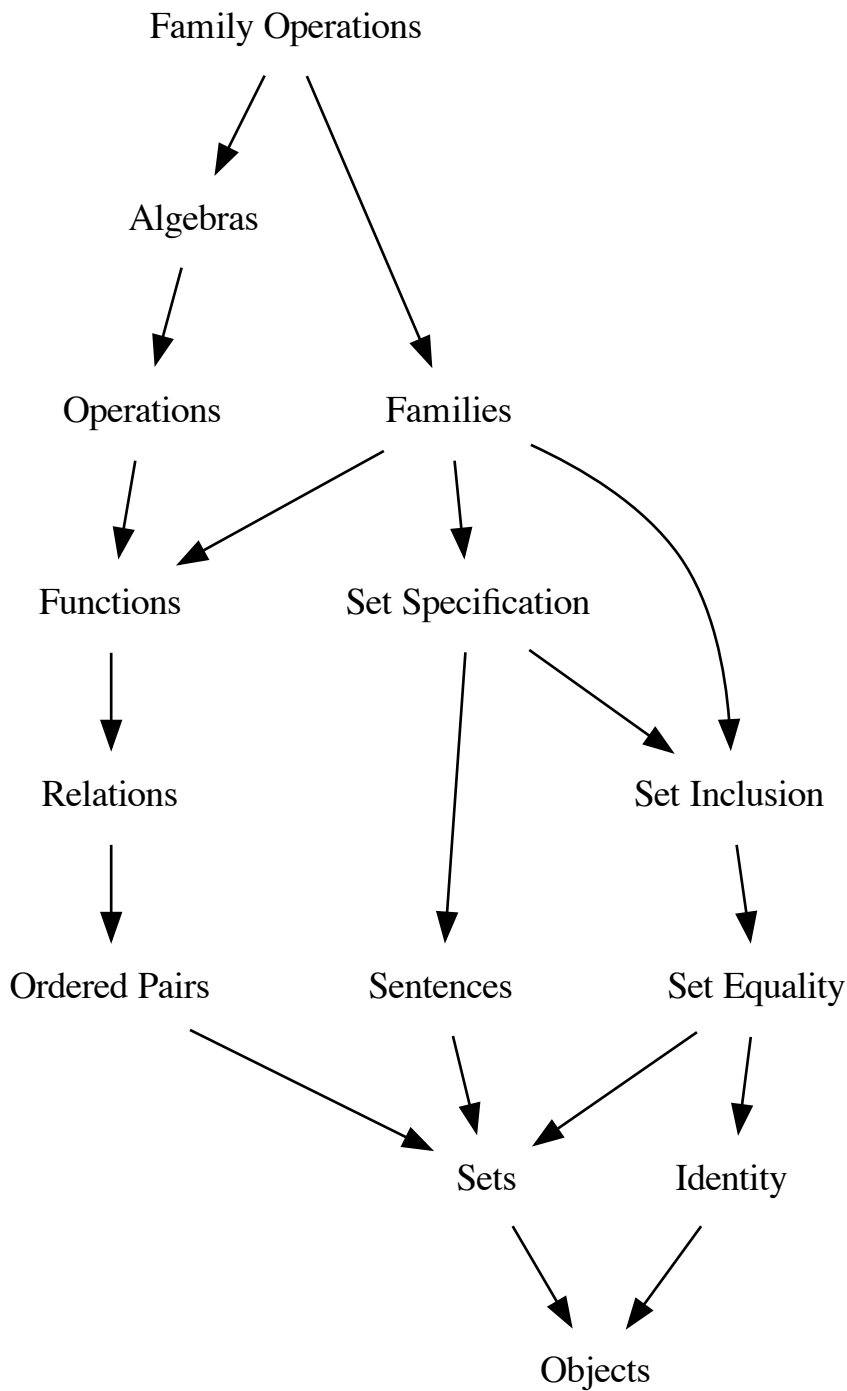 Family Operations
Algebras
Operations
Families
Functions
Set Specification
Relations
Set Inclusion
Ordered Pairs
Sentences
Set Equality
Sets
Identity
Objects